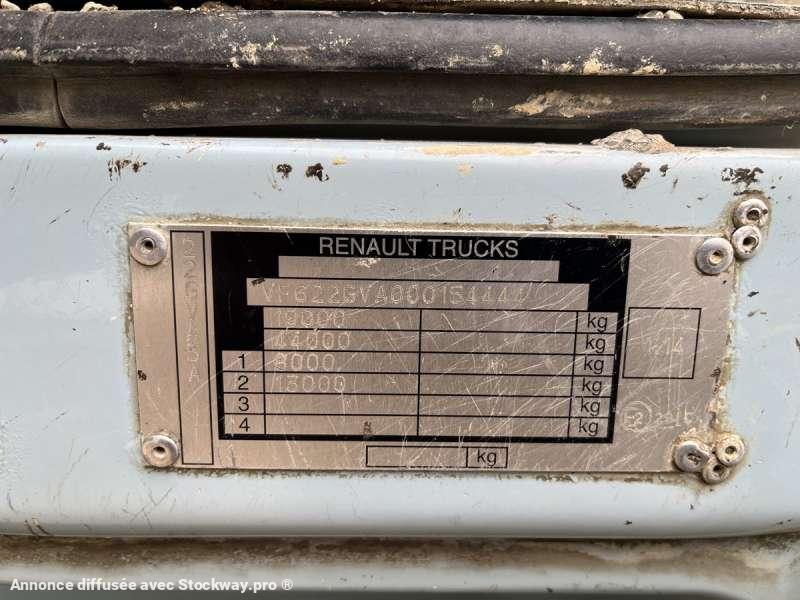 RENAULT TRUCKS
VF622GVA000154444
19000 kg
44000 kg
1 8000 kg
2 13000 kg
3 kg
4 kg
kg
Annonce diffusée avec Stockway.pro ®